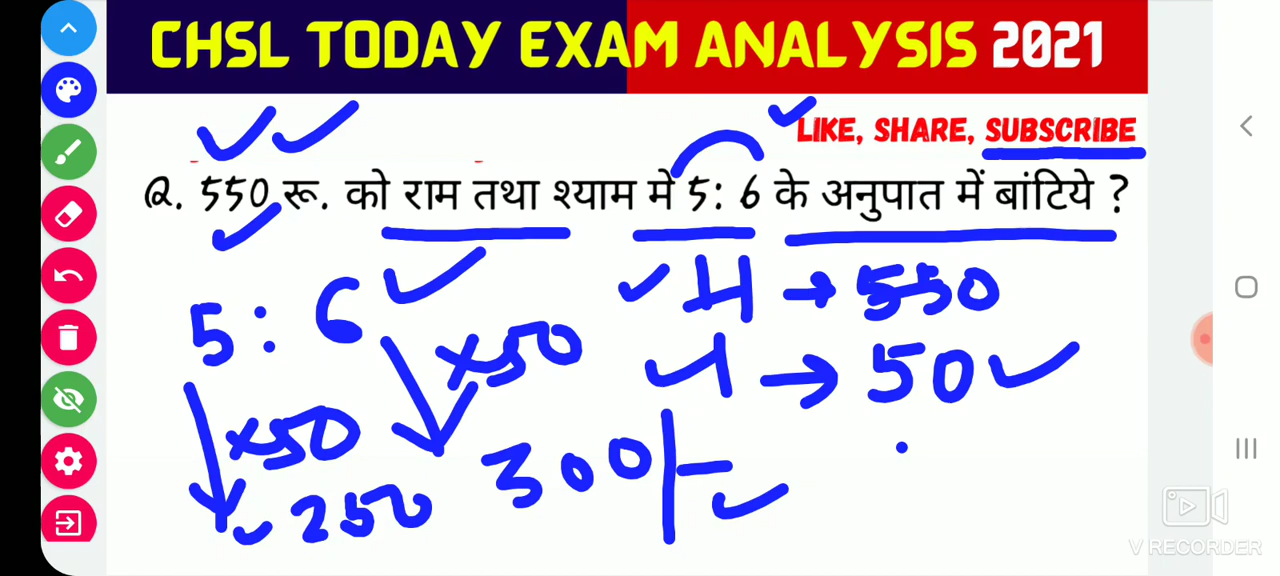 CHSL TODAY EXAM ANALYSIS 2021
LIKE, SHARE, SUBSCRIBE
Q. 550 रू. को राम तथा श्याम में 5: 6 के अनुपात में बांटिये ?
5 : 6
11 → 550
×50
1 → 50
×50
300/-
250
V RECORDER